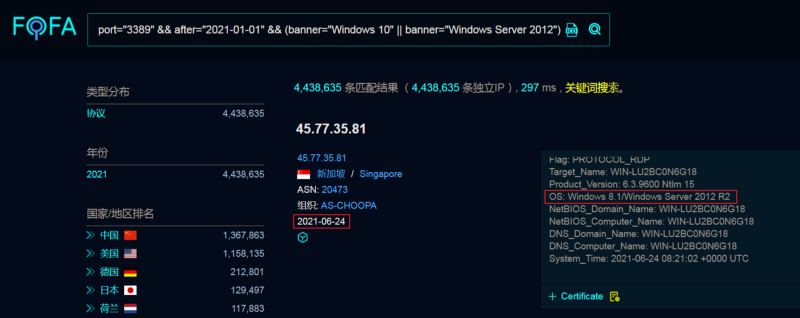 FOFA
port="3389" && after="2021-01-01" && (banner="Windows 10" || banner="Windows Server 2012")
类型分布
协议 4,438,635
年份
2021 4,438,635
国家/地区排名
中国 1,367,863
美国 1,158,135
德国 212,801
日本 129,497
荷兰 117,883
4,438,635 条匹配结果 ( 4,438,635 条独立IP ) , 297 ms , 关键词搜索。
45.77.35.81
45.77.35.81
新加坡 / Singapore
ASN: 20473
组织: AS-CHOOPA
2021-06-24
Flag: PROTOCOL_RDP
Target_Name: WIN-LU2BC0N6G18
Product_Version: 6.3.9600 Ntlm 15
OS: Windows 8.1/Windows Server 2012 R2
NetBIOS_Domain_Name: WIN-LU2BC0N6G18
NetBIOS_Computer_Name: WIN-LU2BC0N6G18
DNS_Domain_Name: WIN-LU2BC0N6G18
DNS_Computer_Name: WIN-LU2BC0N6G18
System_Time: 2021-06-24 08:21:02 +0000 UTC
+ Certificate